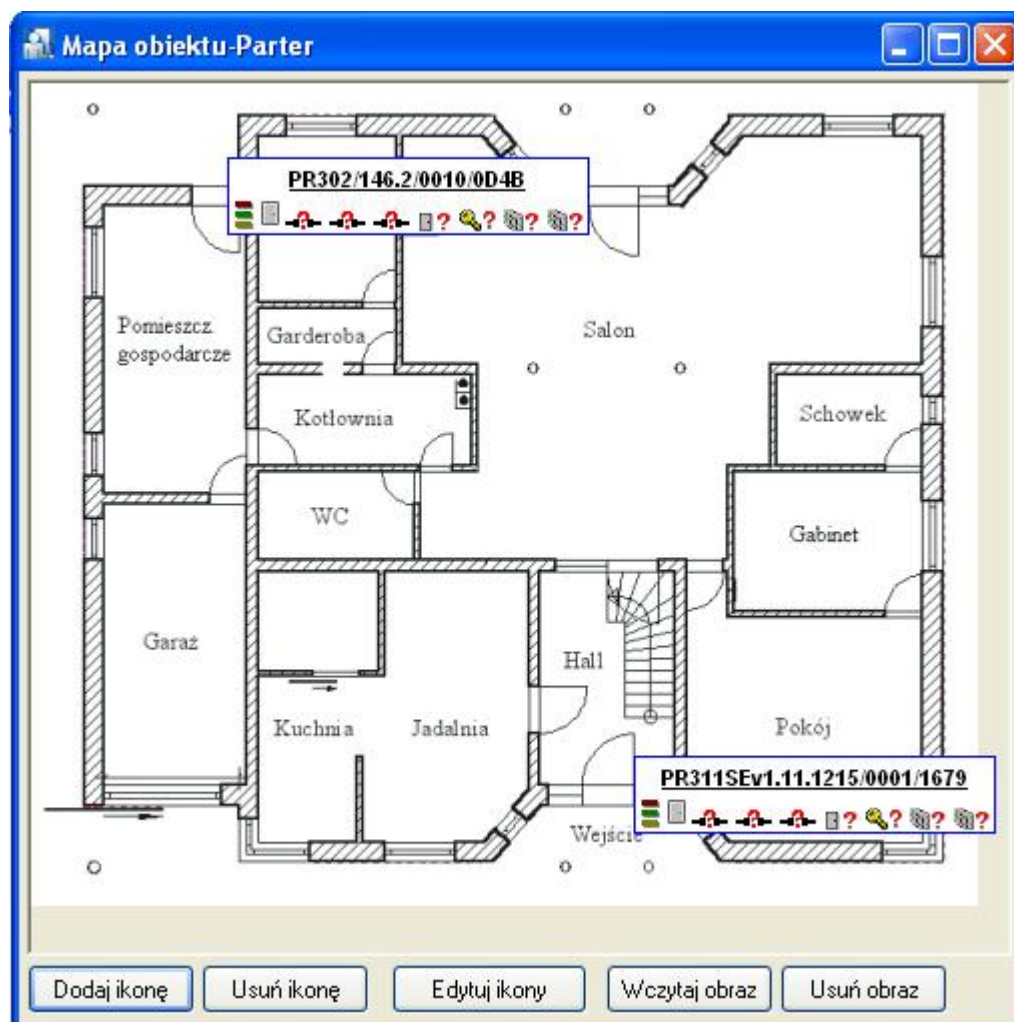 Mapa obiektu-Parter
PR302/146.2/0010/0D4B
Pomieszcz
gospodarcze
Garderoba
Salon
Kotłownia
Schowek
WC
Gabinet
Garaż
Hall
Kuchnia
Jadalnia
Pokój
PR311SEv1.11.1215/0001/1679
Wejście
Dodaj ikonę
Usuń ikonę
Edytuj ikony
Wczytaj obraz
Usuń obraz